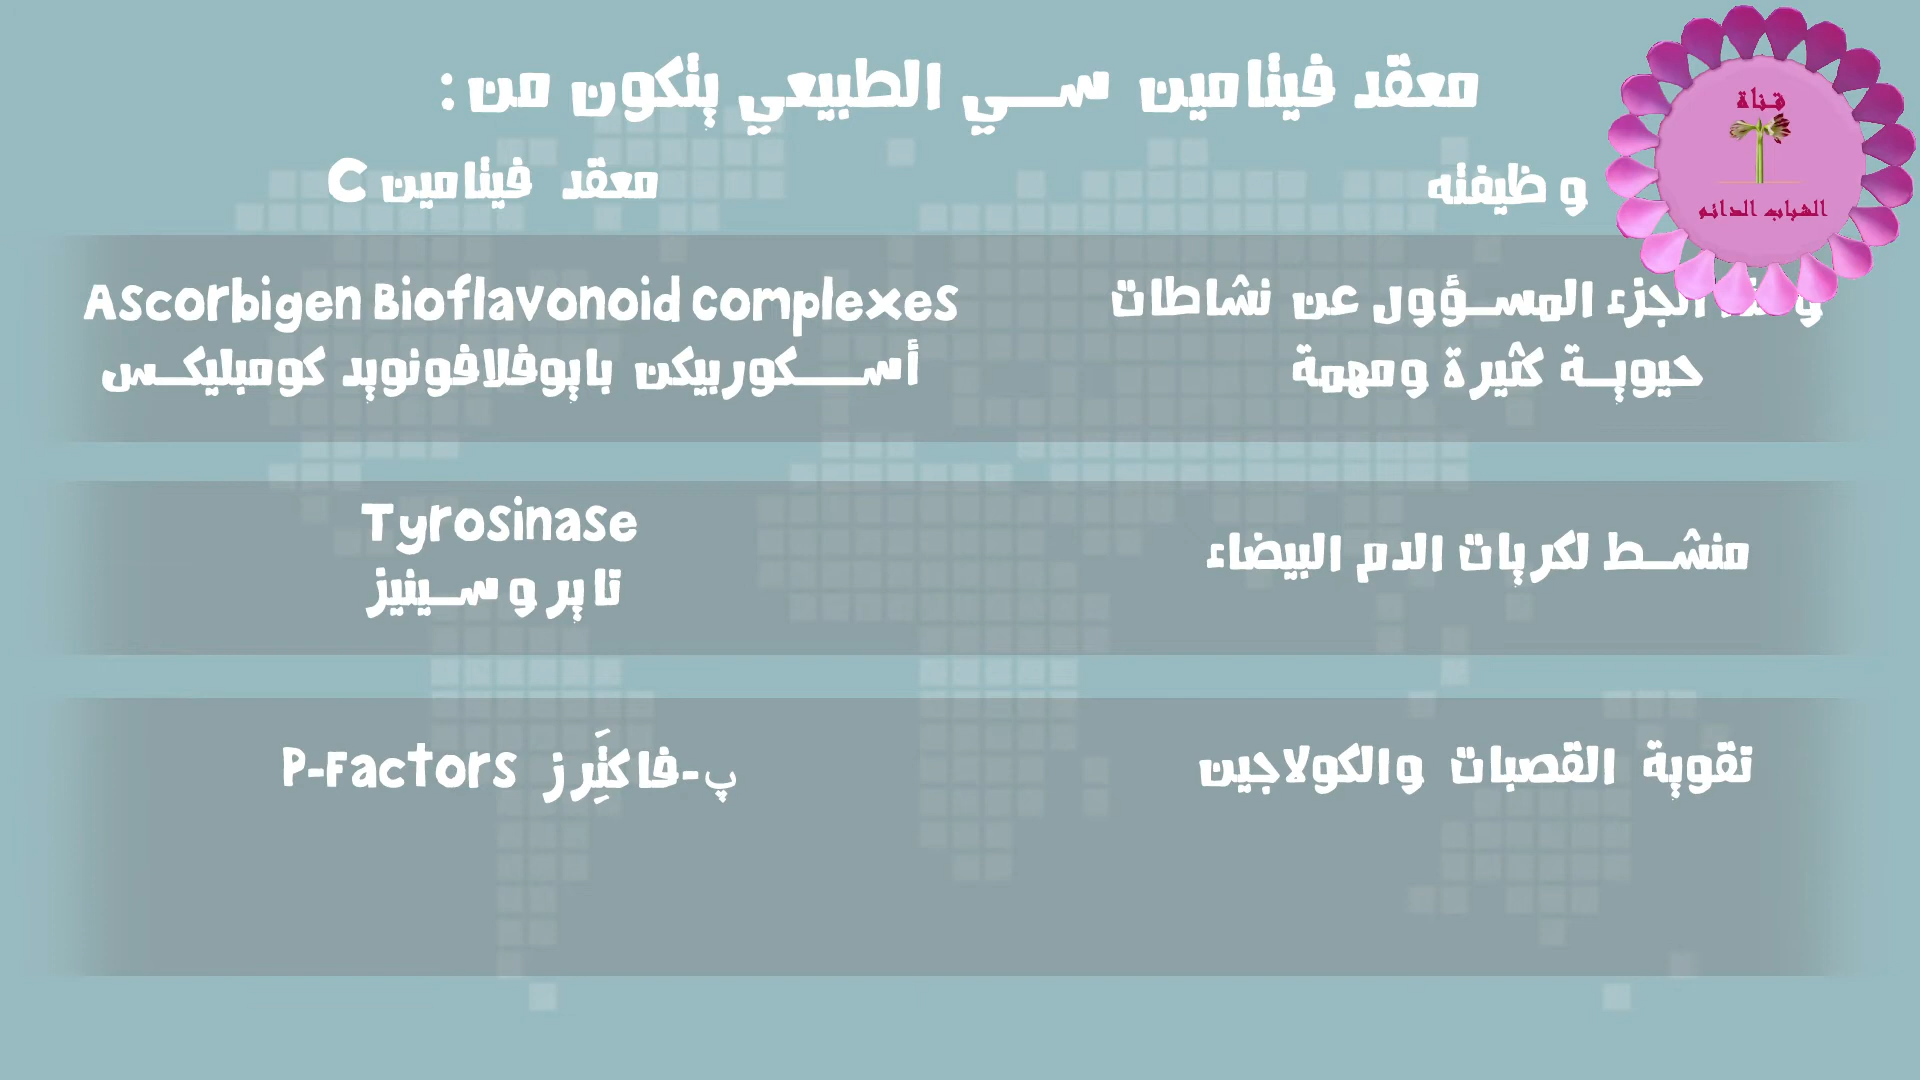 معقد فيتامين سي الطبيعي يتكون من :
وظيفته
معقد فيتامين C
الجزء المسؤول عن نشاطات
حيوية كثيرة ومهمة
Ascorbigen Bioflavonoid complexes
أسكوربيكن بايوفلافونويد كومبليكس
منشط لكريات الدم البيضاء
Tyrosinase
تايروسينيز
تقوية القصبات والكولاجين
پ-فاكتَِرز P-Factors
قناة
الشباب الدائم